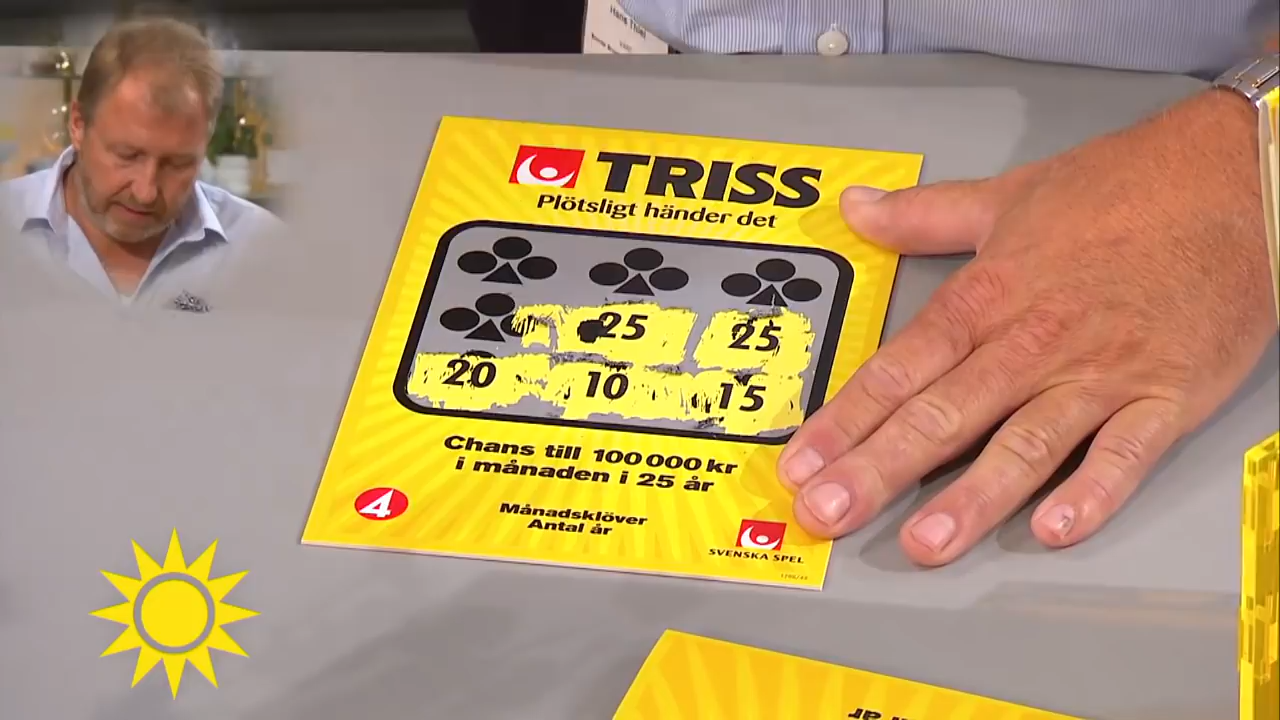 TRISS
Plötsligt händer det
25 25
20 10 15
Chans till 100 000 kr
i månaden i 25 år
Månadsklöver
Antal år
4
SVENSKA SPEL
år